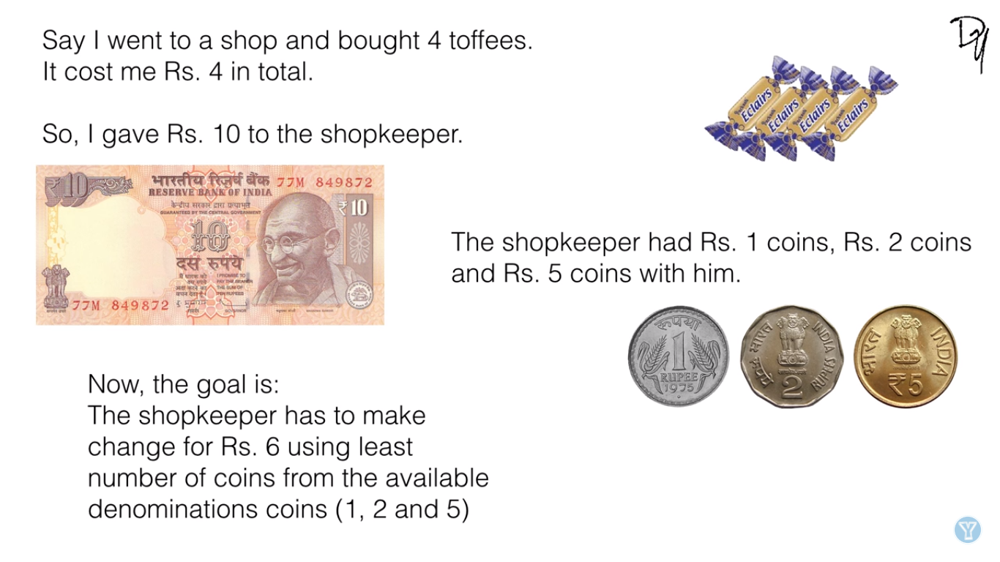 Say I went to a shop and bought 4 toffees.
It cost me Rs. 4 in total.
So, I gave Rs. 10 to the shopkeeper.
Eclairs Eclairs Eclairs Eclairs
₹10 भारतीय रिज़र्व बैंक 77M 849872
RESERVE BANK OF INDIA
केन्द्रीय सरकार द्वारा प्रत्याभूत
GUARANTEED BY THE CENTRAL GOVERNMENT
₹10
10
दस रुपये
I PROMISE TO
PAY THE BEARER
THE SUM OF
TEN RUPEES
77M 849872
GOVERNOR
The shopkeeper had Rs. 1 coins, Rs. 2 coins
and Rs. 5 coins with him.
रूपया
1
RUPEE
1975
भारत INDIA
रुपये 2 RUPEES
भारत INDIA
₹5
Now, the goal is:
The shopkeeper has to make
change for Rs. 6 using least
number of coins from the available
denominations coins (1, 2 and 5)
Y